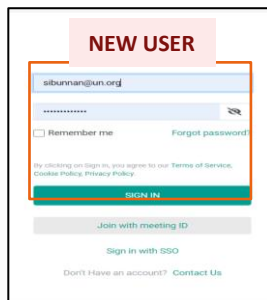 NEW USER
sibunnan@un.org
••••••••••••
Remember me Forgot password?
By clicking on Sign in, you agree to our Terms of Service,
Cookie Policy, Privacy Policy.
SIGN IN
Join with meeting ID
Sign in with SSO
Don't Have an account? Contact Us